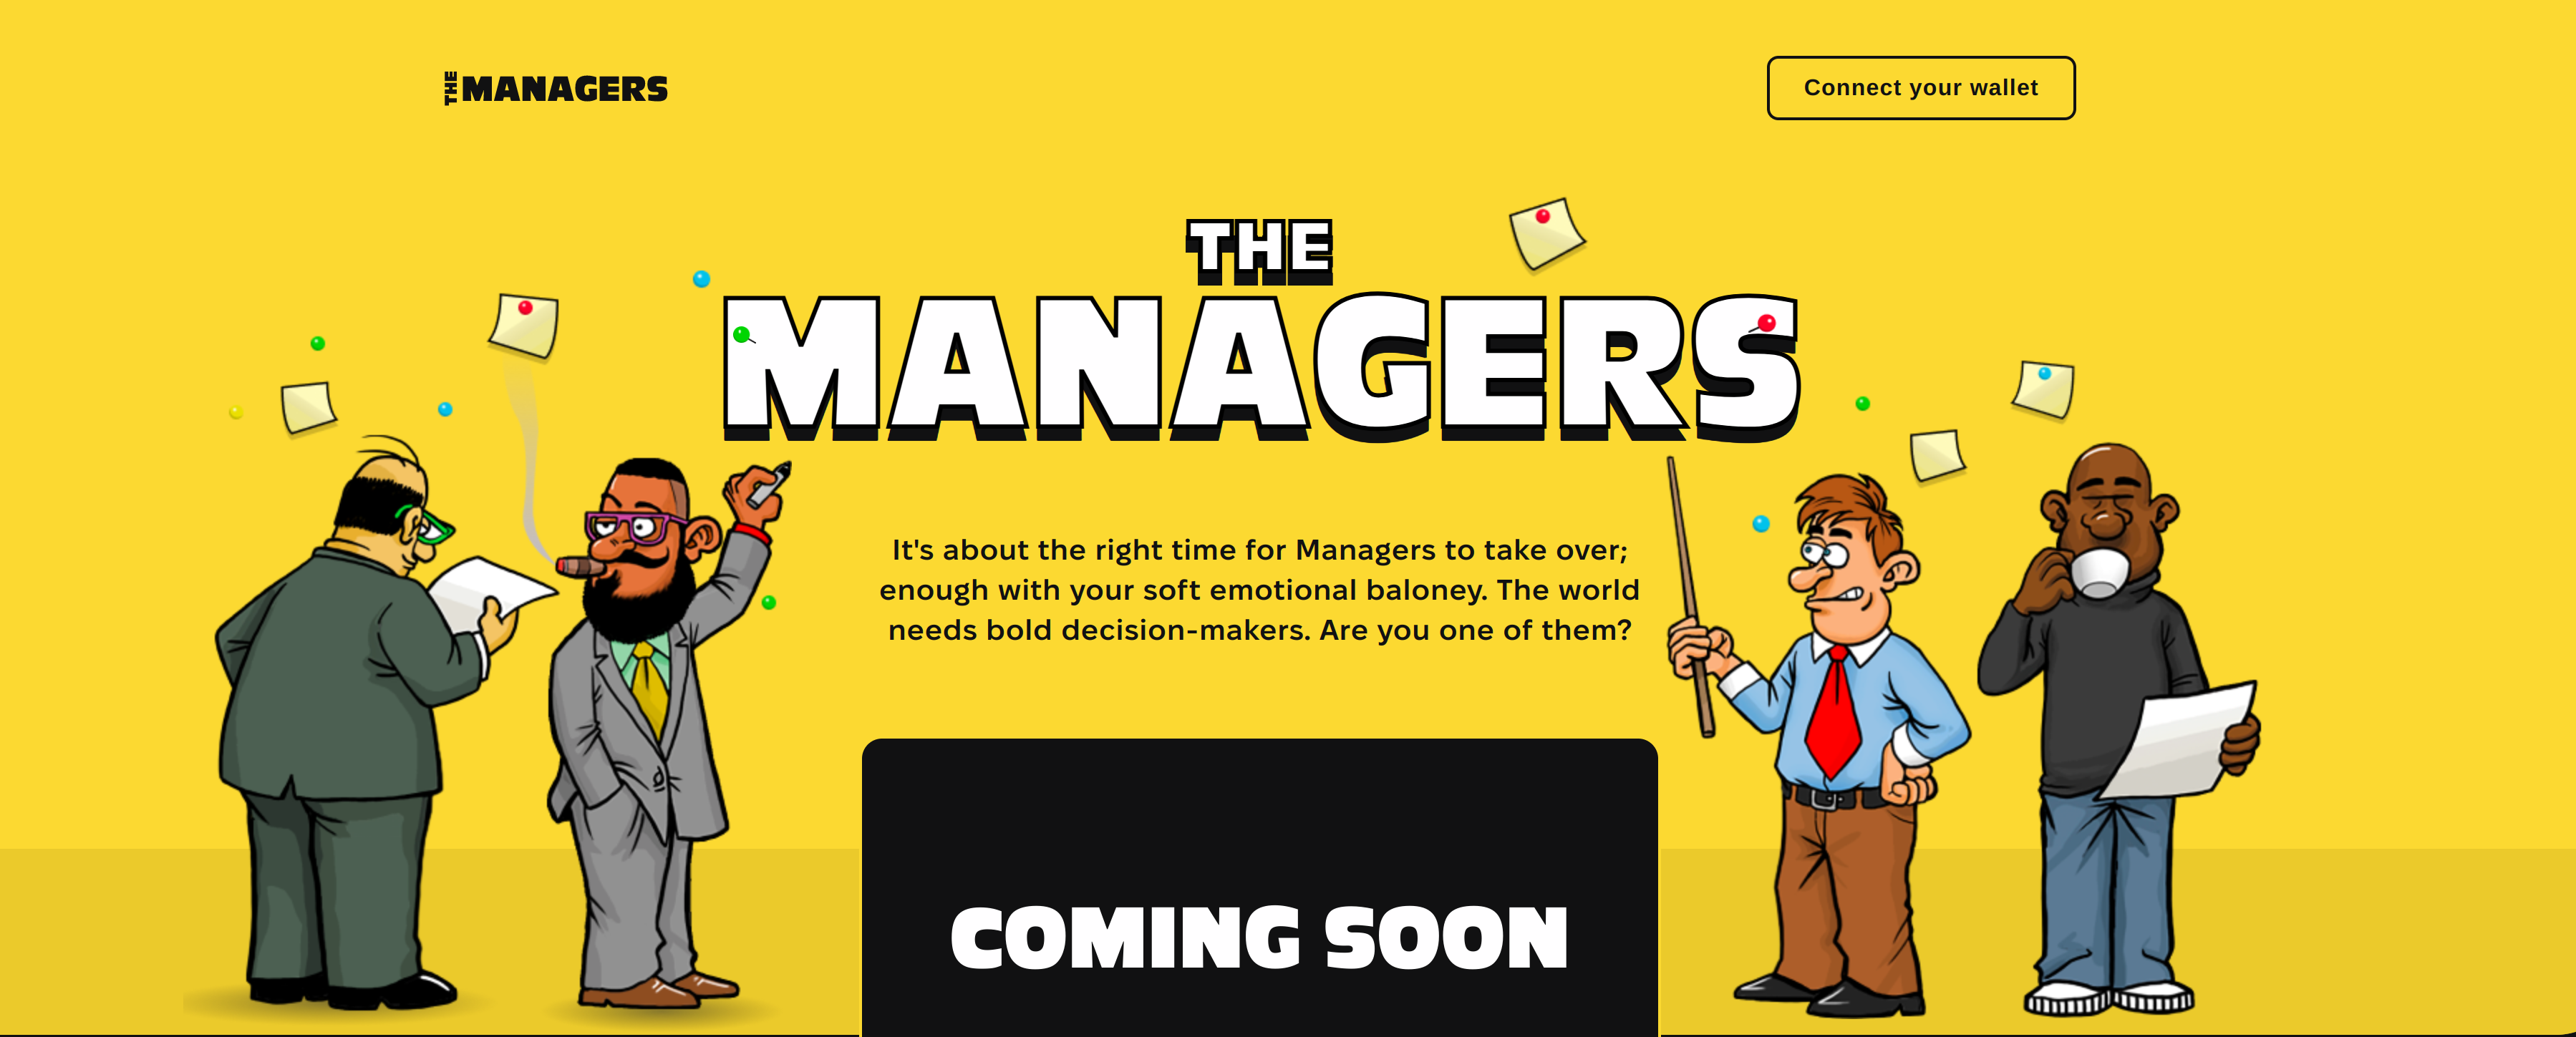 THE MANAGERS
Connect your wallet
THE
MANAGERS
It's about the right time for Managers to take over;
enough with your soft emotional baloney. The world
needs bold decision-makers. Are you one of them?
COMING SOON